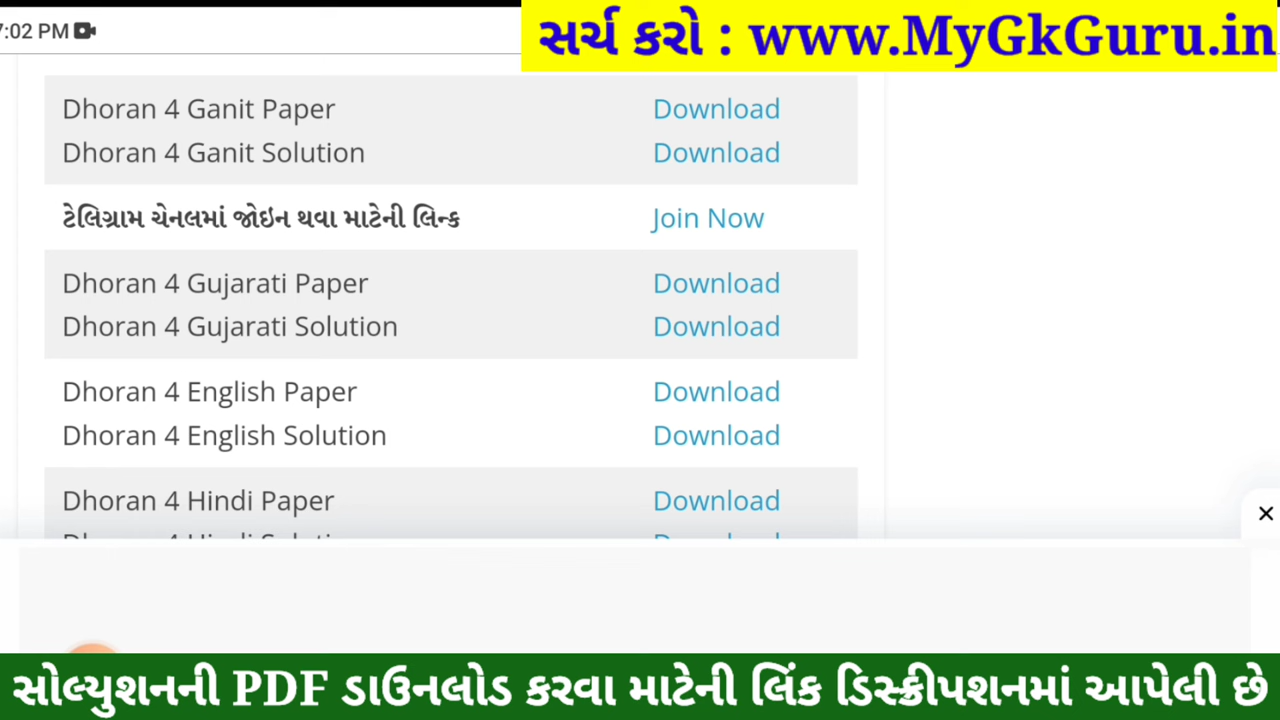 7:02 PM
સર્ચ કરો : www.MyGkGuru.in
Dhoran 4 Ganit Paper Download
Dhoran 4 Ganit Solution Download
ટેલિગ્રામ ચેનલમાં જોઇન થવા માટેની લિન્ક Join Now
Dhoran 4 Gujarati Paper Download
Dhoran 4 Gujarati Solution Download
Dhoran 4 English Paper Download
Dhoran 4 English Solution Download
Dhoran 4 Hindi Paper Download
સોલ્યુશનની PDF ડાઉનલોડ કરવા માટેની લિંક ડિસ્ક્રીપશનમાં આપેલી છે